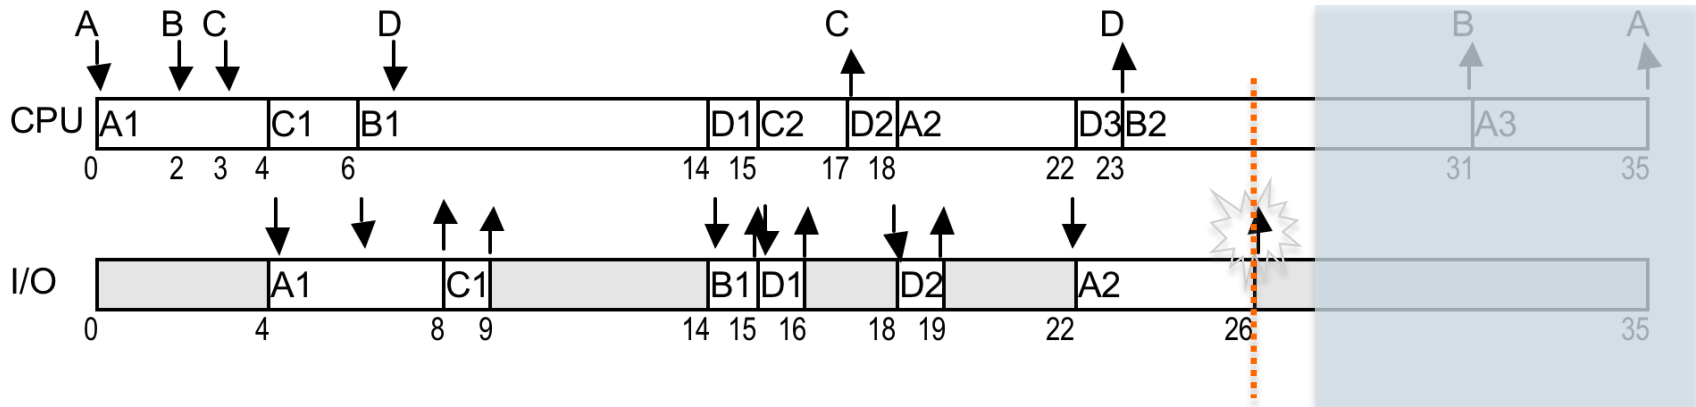 A B C D C D B A
CPU A1 C1 B1 D1 C2 D2 A2 D3 B2 A3
0 2 3 4 6 14 15 17 18 22 23 31 35
I/O A1 C1 B1 D1 D2 A2
0 4 8 9 14 15 16 18 19 22 26 35